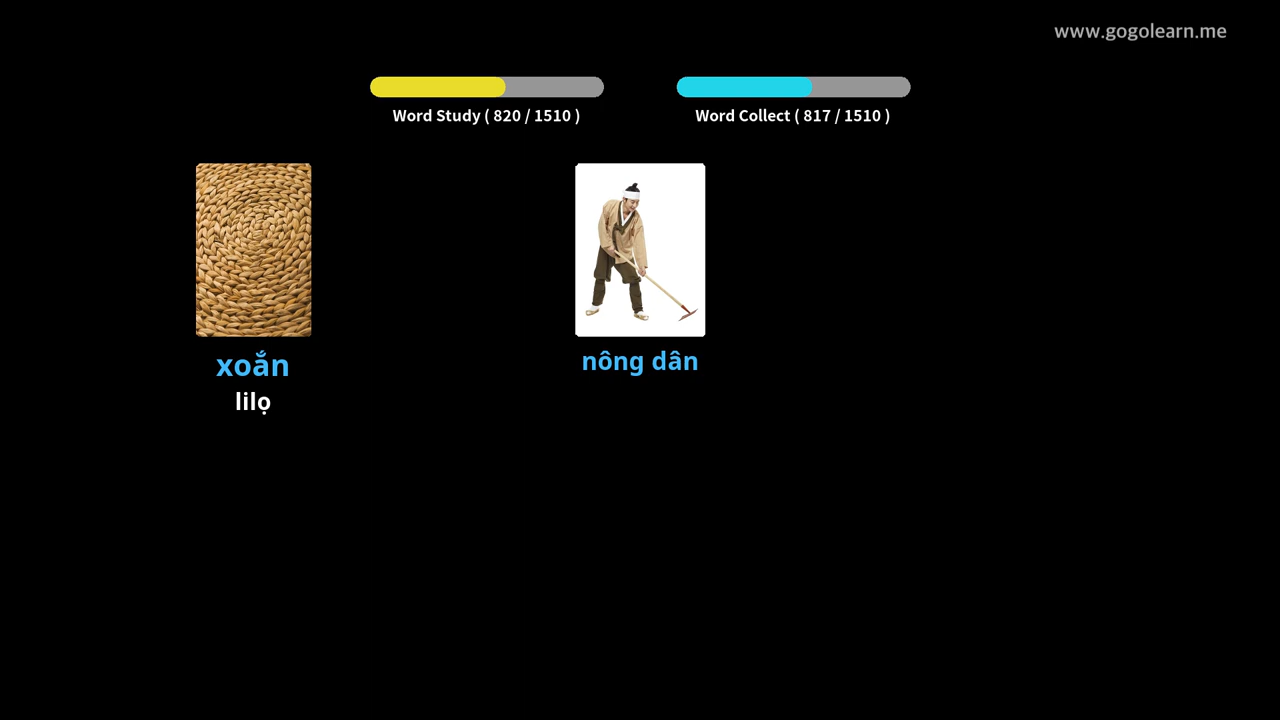 www.gogolearn.me
Word Study ( 820 / 1510 )
Word Collect ( 817 / 1510 )
xoắn
lilọ
nông dân